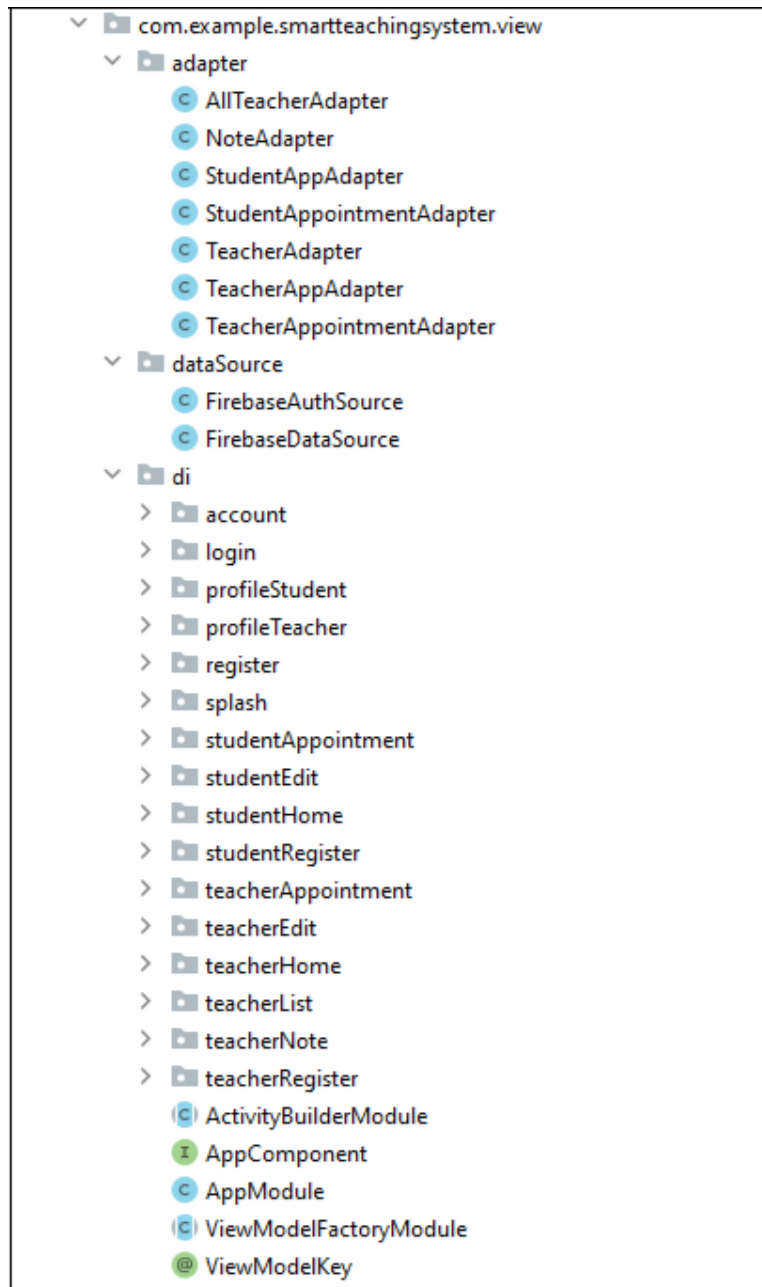 com.example.smartteachingsystem.view
adapter
C AllTeacherAdapter
C NoteAdapter
C StudentAppAdapter
C StudentAppointmentAdapter
C TeacherAdapter
C TeacherAppAdapter
C TeacherAppointmentAdapter
dataSource
C FirebaseAuthSource
C FirebaseDataSource
di
account
login
profileStudent
profileTeacher
register
splash
studentAppointment
studentEdit
studentHome
studentRegister
teacherAppointment
teacherEdit
teacherHome
teacherList
teacherNote
teacherRegister
C ActivityBuilderModule
I AppComponent
C AppModule
C ViewModelFactoryModule
@ ViewModelKey